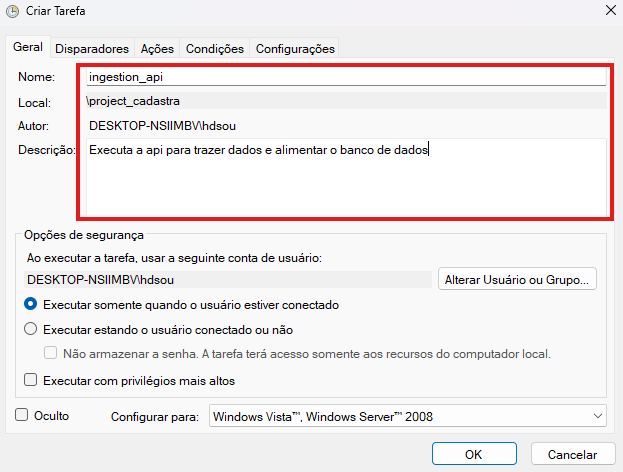 Criar Tarefa
Geral Disparadores Ações Condições Configurações
Nome: ingestion_api
Local: \project_cadastra
Autor: DESKTOP-NSIIMBV\hdsou
Descrição: Executa a api para trazer dados e alimentar o banco de dados
Opções de segurança
Ao executar a tarefa, usar a seguinte conta de usuário:
DESKTOP-NSIIMBV\hdsou Alterar Usuário ou Grupo...
Executar somente quando o usuário estiver conectado
Executar estando o usuário conectado ou não
Não armazenar a senha. A tarefa terá acesso somente aos recursos do computador local.
Executar com privilégios mais altos
Oculto Configurar para: Windows Vista™, Windows Server™ 2008
OK Cancelar